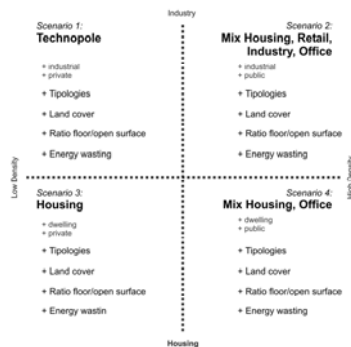 Industry
Scenario 1:
Technopole
+ industrial
+ private
+ Tipologies
+ Land cover
+ Ratio floor/open surface
+ Energy wasting
Scenario 2:
Mix Housing, Retail,
Industry, Office
+ industrial
+ public
+ Tipologies
+ Land cover
+ Ratio floor/open surface
+ Energy wasting
Low Density
High Density
Scenario 3:
Housing
+ dwelling
+ private
+ Tipologies
+ Land cover
+ Ratio floor/open surface
+ Energy wastin
Scenario 4:
Mix Housing, Office
+ dwelling
+ public
+ Tipologies
+ Land cover
+ Ratio floor/open surface
+ Energy wasting
Housing